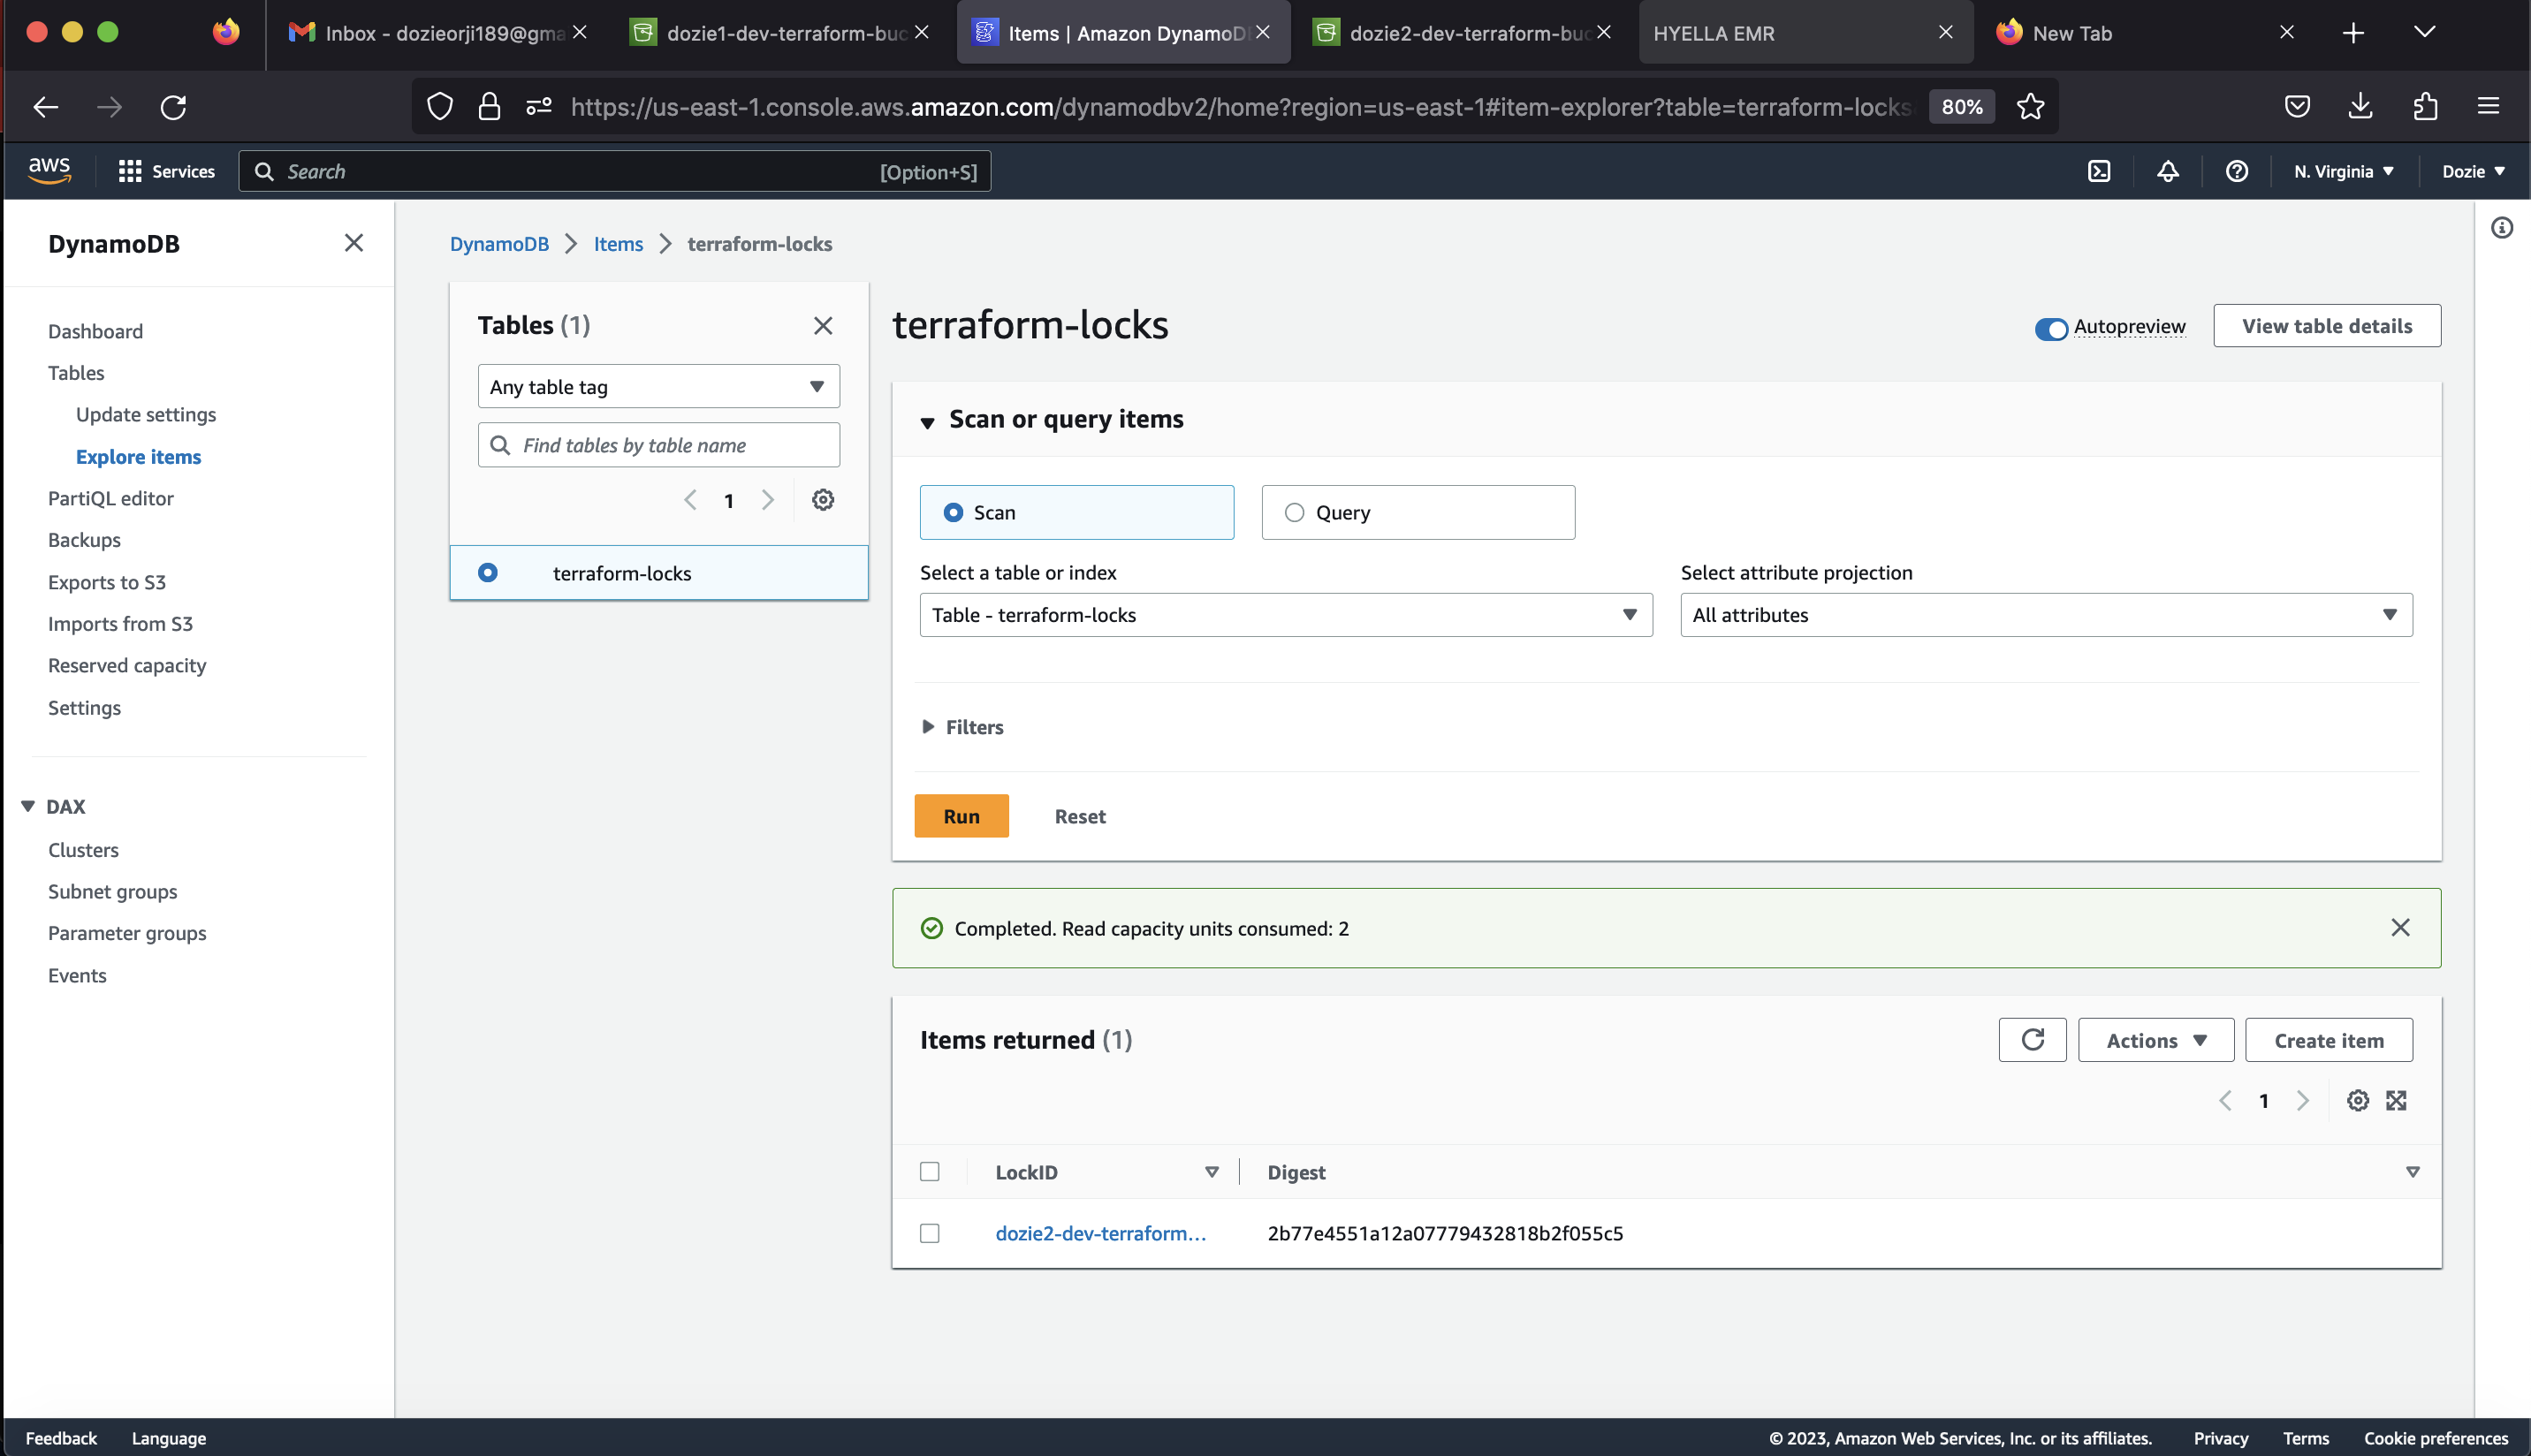 Inbox - dozieorji189@gma
dozie1-dev-terraform-buc
Items | Amazon DynamoD
dozie2-dev-terraform-buc
HYELLA EMR
New Tab
https://us-east-1.console.aws.amazon.com/dynamodbv2/home?region=us-east-1#item-explorer?table=terraform-locks
80%
aws
Services
Search
[Option+S]
N. Virginia
Dozie
DynamoDB
Dashboard
Tables
Update settings
Explore items
PartiQL editor
Backups
Exports to S3
Imports from S3
Reserved capacity
Settings
DAX
Clusters
Subnet groups
Parameter groups
Events
DynamoDB
Items
terraform-locks
Tables (1)
Any table tag
Find tables by table name
1
terraform-locks
terraform-locks
Autopreview
View table details
Scan or query items
Scan
Query
Select a table or index
Table - terraform-locks
Select attribute projection
All attributes
Filters
Run
Reset
Completed. Read capacity units consumed: 2
Items returned (1)
Actions
Create item
1
LockID
Digest
dozie2-dev-terraform...
2b77e4551a12a07779432818b2f055c5
Feedback
Language
© 2023, Amazon Web Services, Inc. or its affiliates.
Privacy
Terms
Cookie preferences